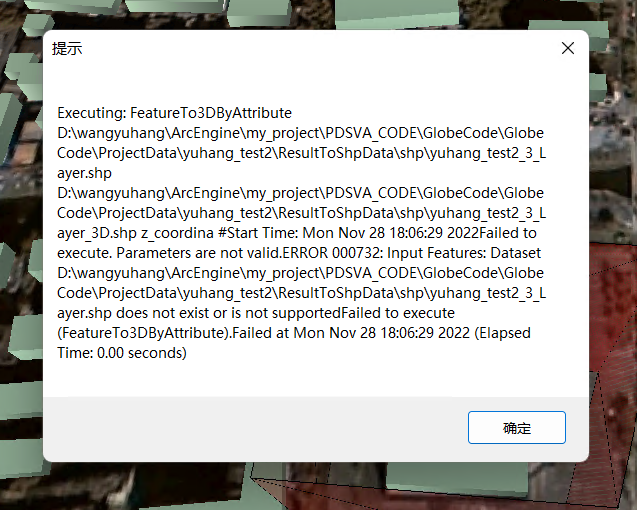 提示
Executing: FeatureTo3DByAttribute
D:\wangyuhang\ArcEngine\my_project\PDSVA_CODE\GlobeCode\Globe
Code\ProjectData\yuhang_test2\ResultToShpData\shp\yuhang_test2_3_L
ayer.shp
D:\wangyuhang\ArcEngine\my_project\PDSVA_CODE\GlobeCode\Globe
Code\ProjectData\yuhang_test2\ResultToShpData\shp\yuhang_test2_3_L
ayer_3D.shp z_coordina #Start Time: Mon Nov 28 18:06:29 2022Failed to
execute. Parameters are not valid.ERROR 000732: Input Features: Dataset
D:\wangyuhang\ArcEngine\my_project\PDSVA_CODE\GlobeCode\Globe
Code\ProjectData\yuhang_test2\ResultToShpData\shp\yuhang_test2_3_L
ayer.shp does not exist or is not supportedFailed to execute
(FeatureTo3DByAttribute).Failed at Mon Nov 28 18:06:29 2022 (Elapsed
Time: 0.00 seconds)
确定